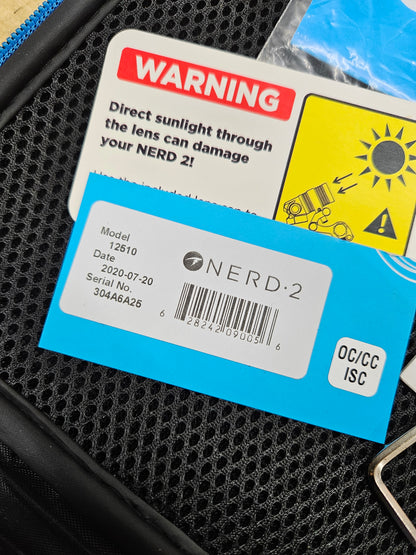 WARNING
Direct sunlight through
the lens can damage
your NERD 2!
Model
12510
Date
2020-07-20
Serial No.
304A6A25
NERD·2
6 28242 09005 6
OC/CC
ISC